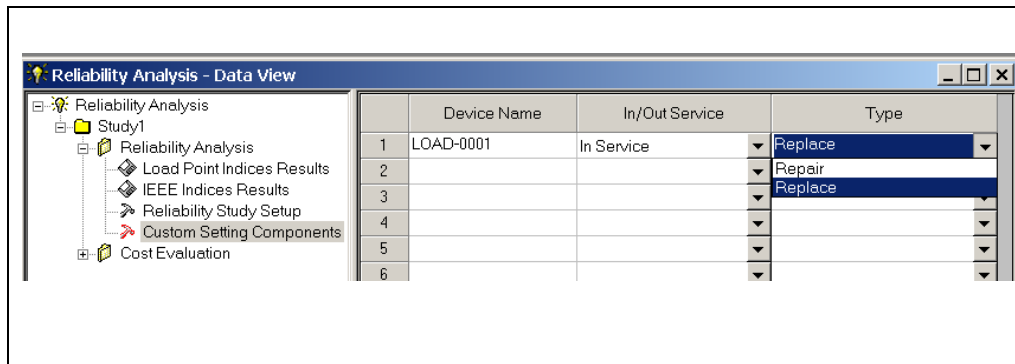 Reliability Analysis - Data View
Reliability Analysis
Study1
Reliability Analysis
Load Point Indices Results
IEEE Indices Results
Reliability Study Setup
Custom Setting Components
Cost Evaluation
Device Name In/Out Service Type
1 LOAD-0001 In Service Replace
2 Repair
3 Replace
4
5
6